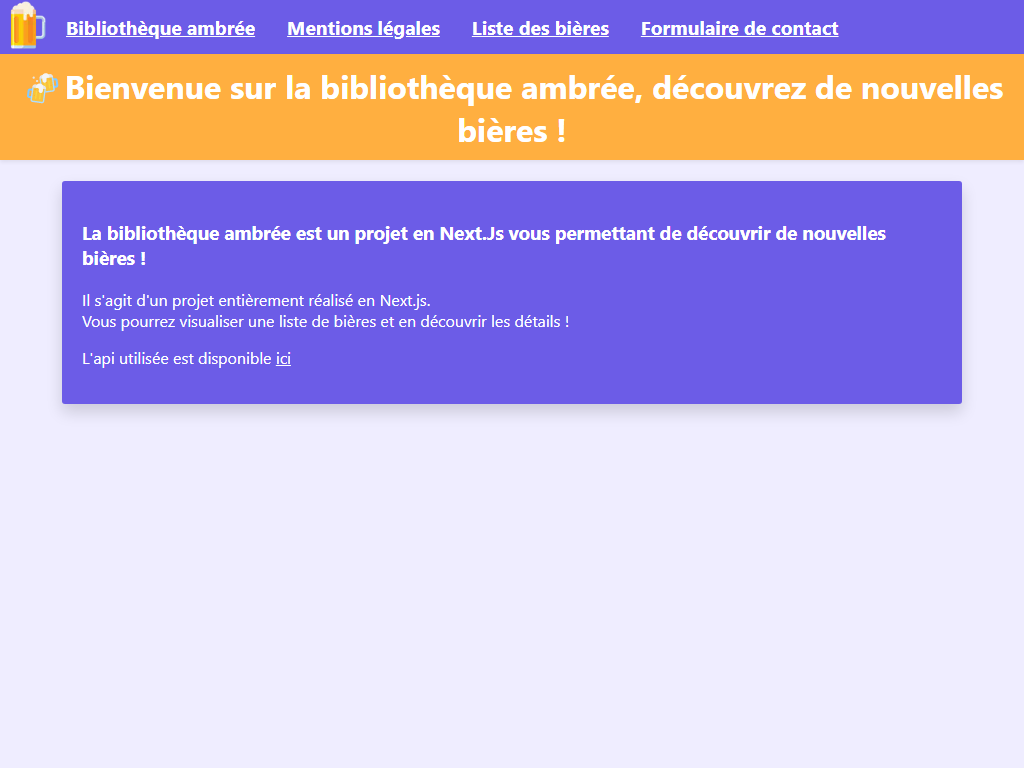 Bibliothèque ambrée Mentions légales Liste des bières Formulaire de contact
🍻 Bienvenue sur la bibliothèque ambrée, découvrez de nouvelles
bières !
La bibliothèque ambrée est un projet en Next.Js vous permettant de découvrir de nouvelles
bières !
Il s'agit d'un projet entièrement réalisé en Next.js.
Vous pourrez visualiser une liste de bières et en découvrir les détails !
L'api utilisée est disponible ici